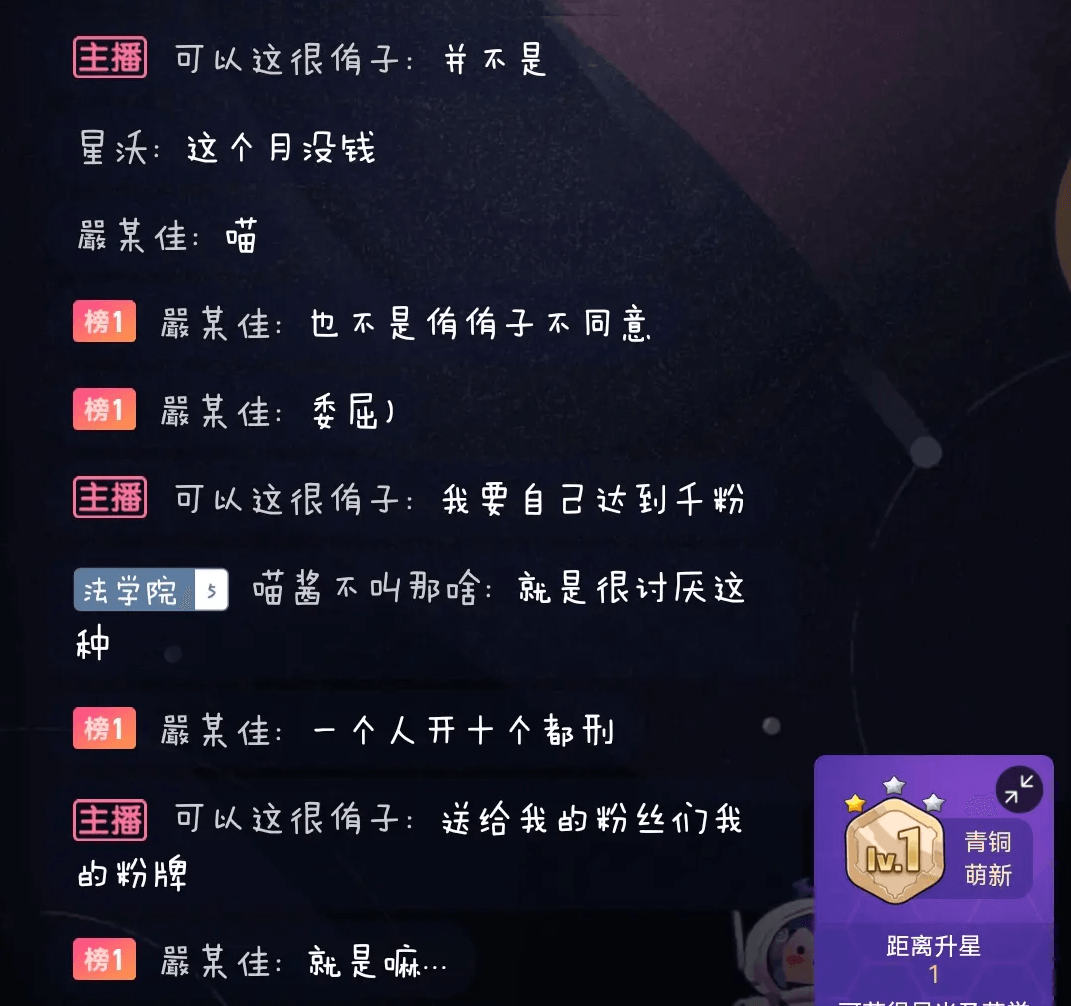 主播 可以这很侑子: 并不是
星沃: 这个月没钱
嚴某佳: 喵
榜1 嚴某佳: 也不是侑侑子不同意
榜1 嚴某佳: 委屈)
主播 可以这很侑子: 我要自己达到千粉
法学院 5 喵酱不叫那啥: 就是很讨厌这
种
榜1 嚴某佳: 一个人开十个都刑
主播 可以这很侑子: 送给我的粉丝们我
的粉牌
榜1 嚴某佳: 就是嘛…
lv.1
青铜
萌新
距离升星
1